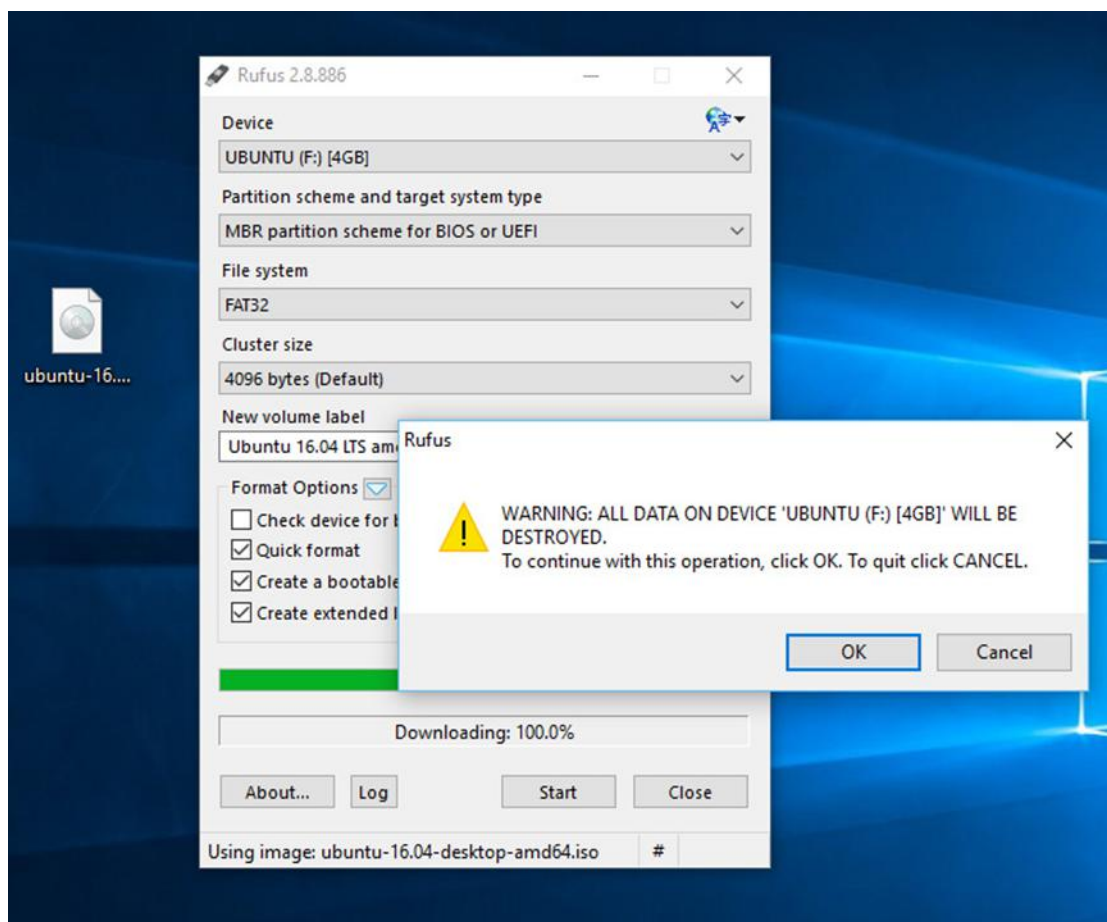 Rufus 2.8.886
Device
UBUNTU (F:) [4GB]
Partition scheme and target system type
MBR partition scheme for BIOS or UEFI
File system
FAT32
ubuntu-16....
Cluster size
4096 bytes (Default)
New volume label
Ubuntu 16.04 LTS
Rufus
Format Options
WARNING: ALL DATA ON DEVICE 'UBUNTU (F:) [4GB]' WILL BE
DESTROYED.
To continue with this operation, click OK. To quit click CANCEL.
Check device for
Quick format
Create a bootable
Create extended
OK
Cancel
Downloading: 100.0%
About...
Log
Start
Close
Using image: ubuntu-16.04-desktop-amd64.iso
#